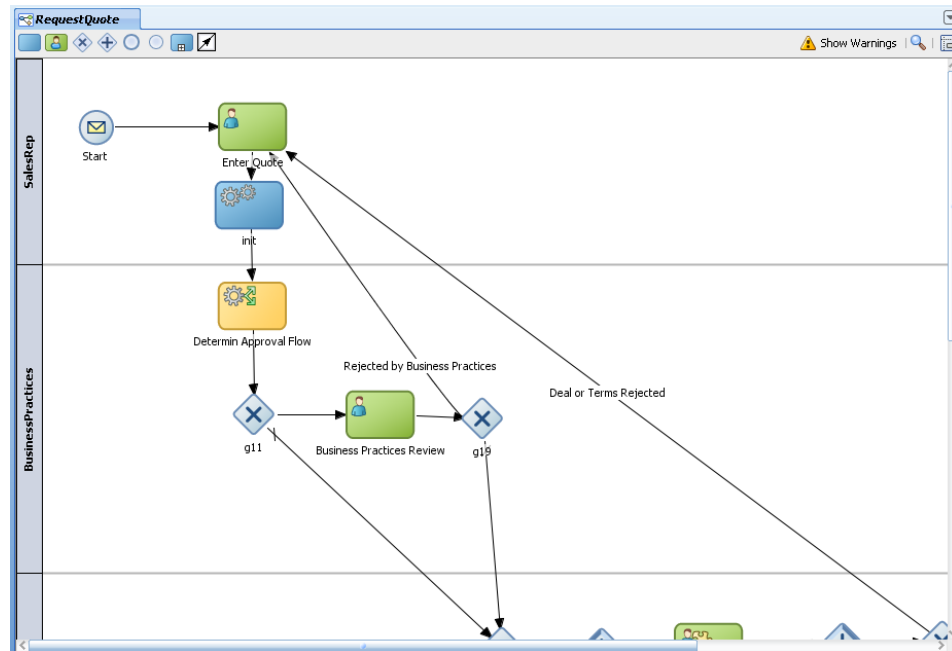 RequestQuote
Show Warnings
SalesRep
Start
Enter Quote
init
BusinessPractices
Determin Approval Flow
Rejected by Business Practices
Deal or Terms Rejected
g11
Business Practices Review
g19